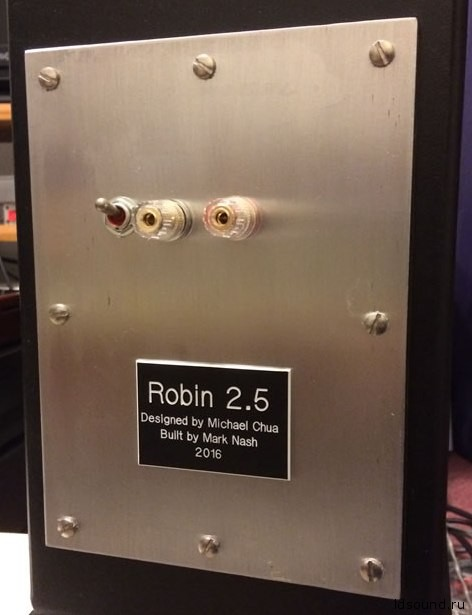 Robin 2.5
Designed by Michael Chua
Built by Mark Nash
2016
ldsound.ru